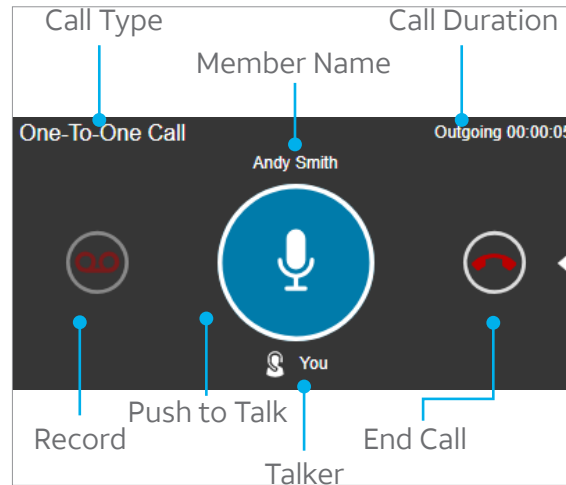 Call Type
Call Duration
Member Name
One-To-One Call
Outgoing 00:00:05
Andy Smith
You
Push to Talk
Record
End Call
Talker